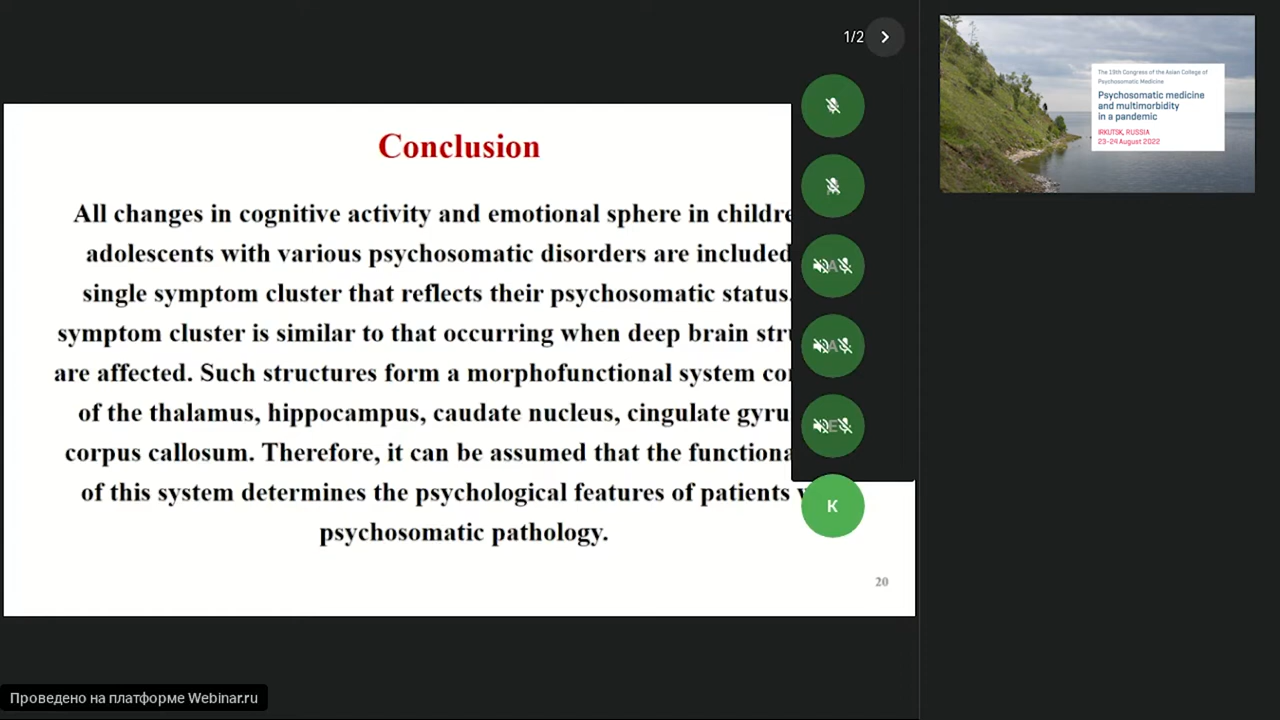 1/2
Conclusion
All changes in cognitive activity and emotional sphere in childre
adolescents with various psychosomatic disorders are included
single symptom cluster that reflects their psychosomatic status.
symptom cluster is similar to that occurring when deep brain stru
are affected. Such structures form a morphofunctional system co
of the thalamus, hippocampus, caudate nucleus, cingulate gyru
corpus callosum. Therefore, it can be assumed that the functiona
of this system determines the psychological features of patients
psychosomatic pathology.
20
A
A
E
K
The 19th Congress of the Asian College of
Psychosomatic Medicine
Psychosomatic medicine
and multimorbidity
in a pandemic
IRKUTSK, RUSSIA
23-24 August 2022
Проведено на платформе Webinar.ru